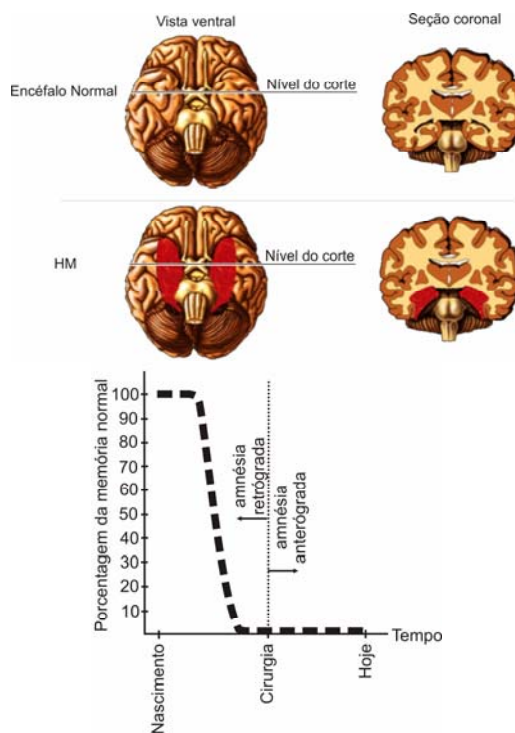 Vista ventral
Seção coronal
Encéfalo Normal
Nível do corte
HM
Nível do corte
Porcentagem da memória normal
100
90
80
70
60
50
40
30
20
10
amnésia
retrógrada
amnésia
anterógrada
Tempo
Nascimento
Cirurgia
Hoje